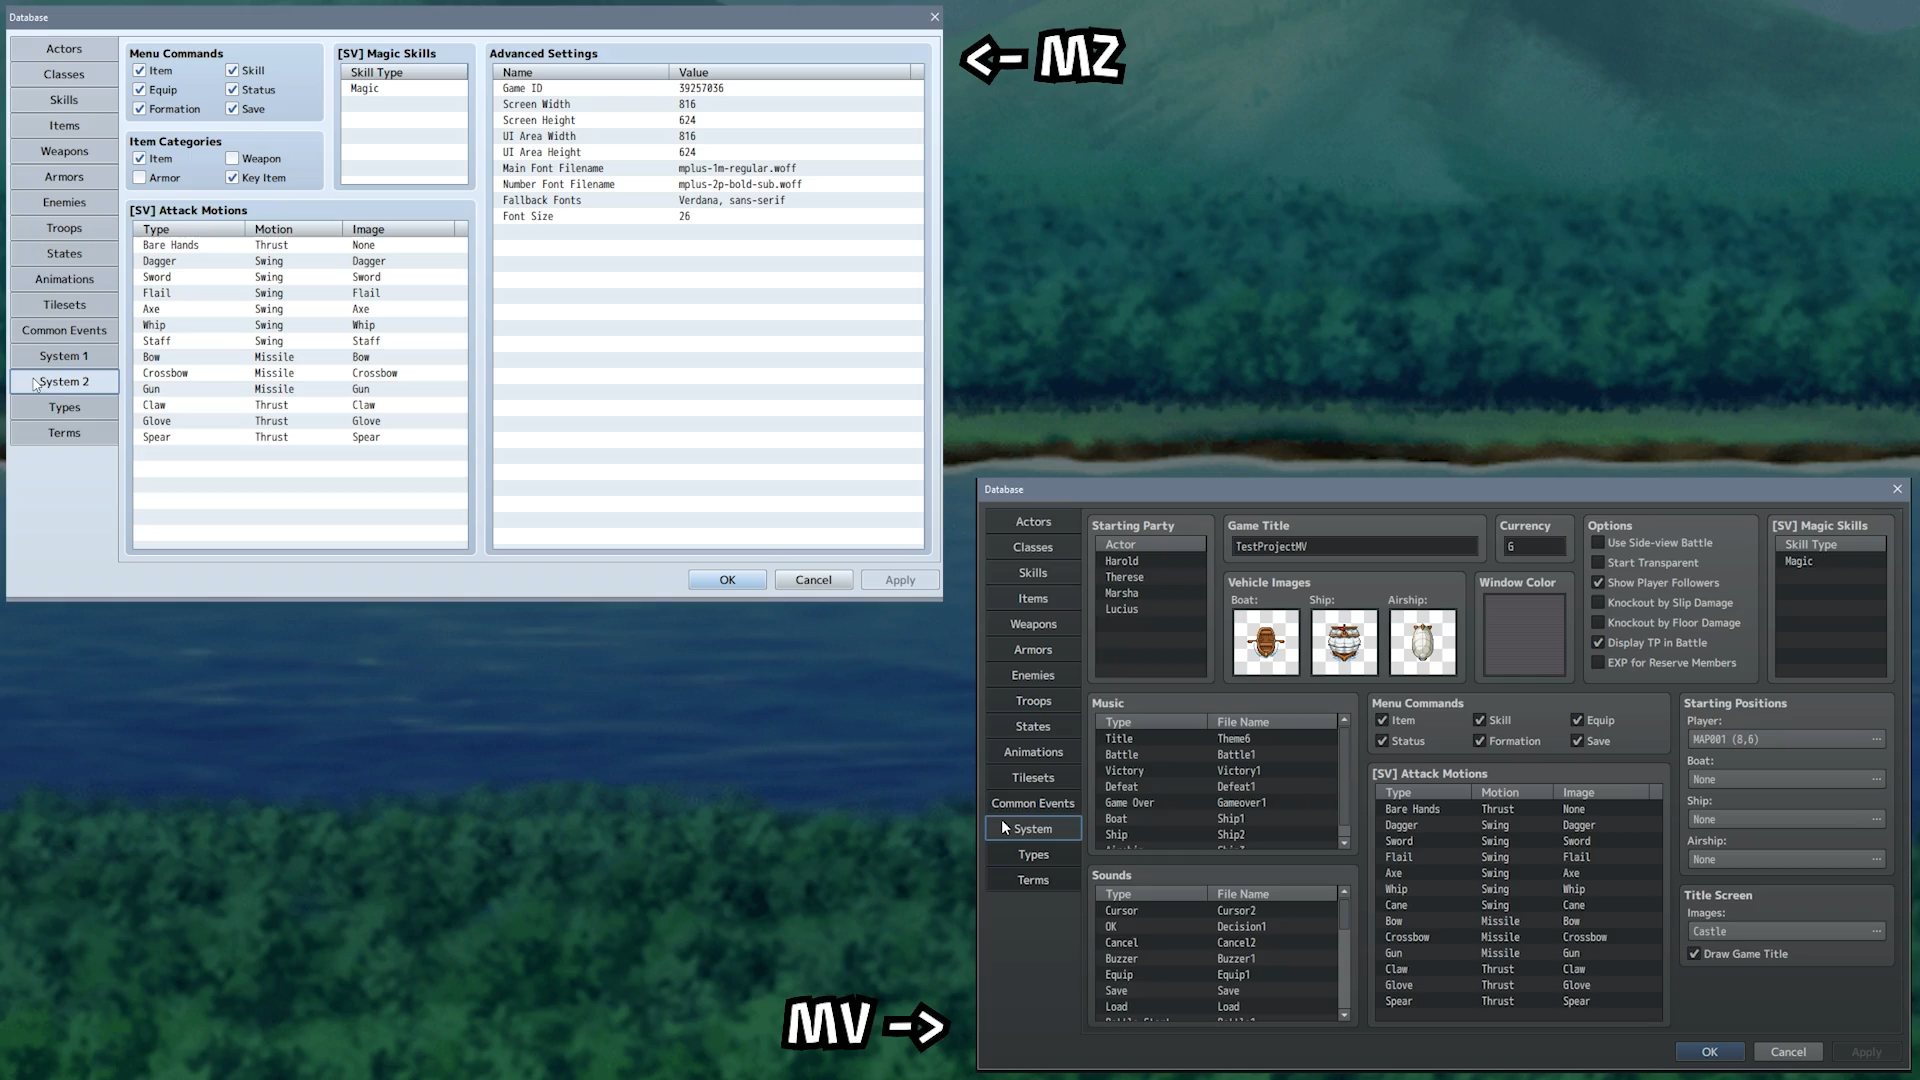 Database
Actors
Classes
Skills
Items
Weapons
Armors
Enemies
Troops
States
Animations
Tilesets
Common Events
System 1
System 2
Types
Terms
Menu Commands
Item Skill
Equip Status
Formation Save
Item Categories
Item Weapon
Armor Key Item
[SV] Magic Skills
Skill Type
Magic
[SV] Attack Motions
Type Motion Image
Bare Hands Thrust None
Dagger Swing Dagger
Sword Swing Sword
Flail Swing Flail
Axe Swing Axe
Whip Swing Whip
Staff Swing Staff
Bow Missile Bow
Crossbow Missile Crossbow
Gun Missile Gun
Claw Thrust Claw
Glove Thrust Glove
Spear Thrust Spear
Advanced Settings
Name Value
Game ID 39257036
Screen Width 816
Screen Height 624
UI Area Width 816
UI Area Height 624
Main Font Filename mplus-1m-regular.woff
Number Font Filename mplus-2p-bold-sub.woff
Fallback Fonts Verdana, sans-serif
Font Size 26
OK Cancel Apply
<- MZ
MV ->
Database
Actors
Classes
Skills
Items
Weapons
Armors
Enemies
Troops
States
Animations
Tilesets
Common Events
System
Types
Terms
Starting Party
Actor
Harold
Therese
Marsha
Lucius
Game Title
TestProjectMV
Currency
G
Vehicle Images
Boat: Ship: Airship:
Window Color
Options
Use Side-view Battle
Start Transparent
Show Player Followers
Knockout by Slip Damage
Knockout by Floor Damage
Display TP in Battle
EXP for Reserve Members
[SV] Magic Skills
Skill Type
Magic
Music
Type File Name
Title Theme6
Battle Battle1
Victory Victory1
Defeat Defeat1
Game Over Gameover1
Boat Ship1
Ship Ship2
Sounds
Type File Name
Cursor Cursor2
OK Decision1
Cancel Cancel2
Buzzer Buzzer1
Equip Equip1
Save Save
Load Load
Menu Commands
Item Skill Equip
Status Formation Save
[SV] Attack Motions
Type Motion Image
Bare Hands Thrust None
Dagger Swing Dagger
Sword Swing Sword
Flail Swing Flail
Axe Swing Axe
Whip Swing Whip
Cane Swing Cane
Bow Missile Bow
Crossbow Missile Crossbow
Gun Missile Gun
Claw Thrust Claw
Glove Thrust Glove
Spear Thrust Spear
Starting Positions
Player:
MAP001 (8,6) ...
Boat:
None ...
Ship:
None ...
Airship:
None ...
Title Screen
Images:
Castle ...
Draw Game Title
OK Cancel Apply